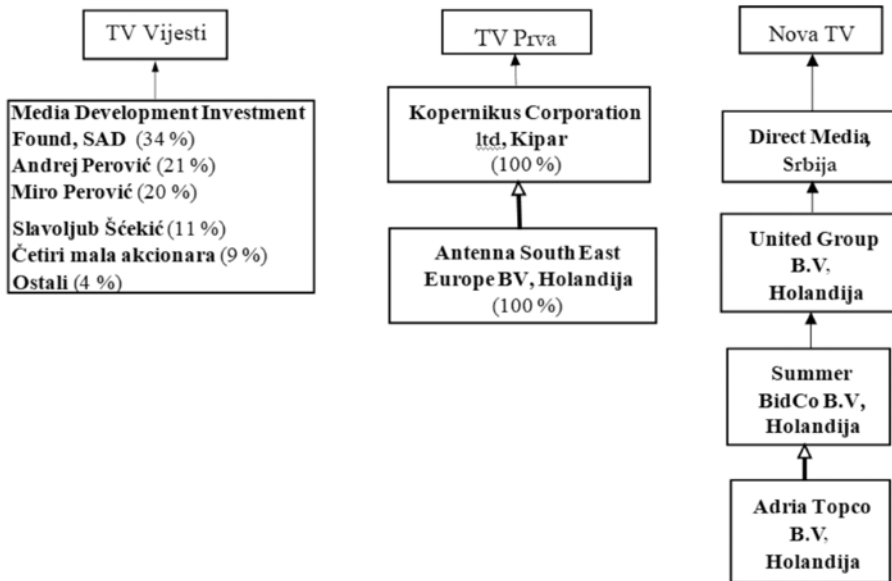 TV Vijesti
Media Development Investment
Found, SAD (34 %)
Andrej Perović (21 %)
Miro Perović (20 %)
Slavoljub Šćekić (11 %)
Četiri mala akcionara (9 %)
Ostali (4 %)
TV Prva
Kopernikus Corporation
ltd, Kipar
(100 %)
Antenna South East
Europe BV, Holandija
(100 %)
Nova TV
Direct Media,
Srbija
United Group
B.V,
Holandija
Summer
BidCo B.V,
Holandija
Adria Topco
B.V,
Holandija